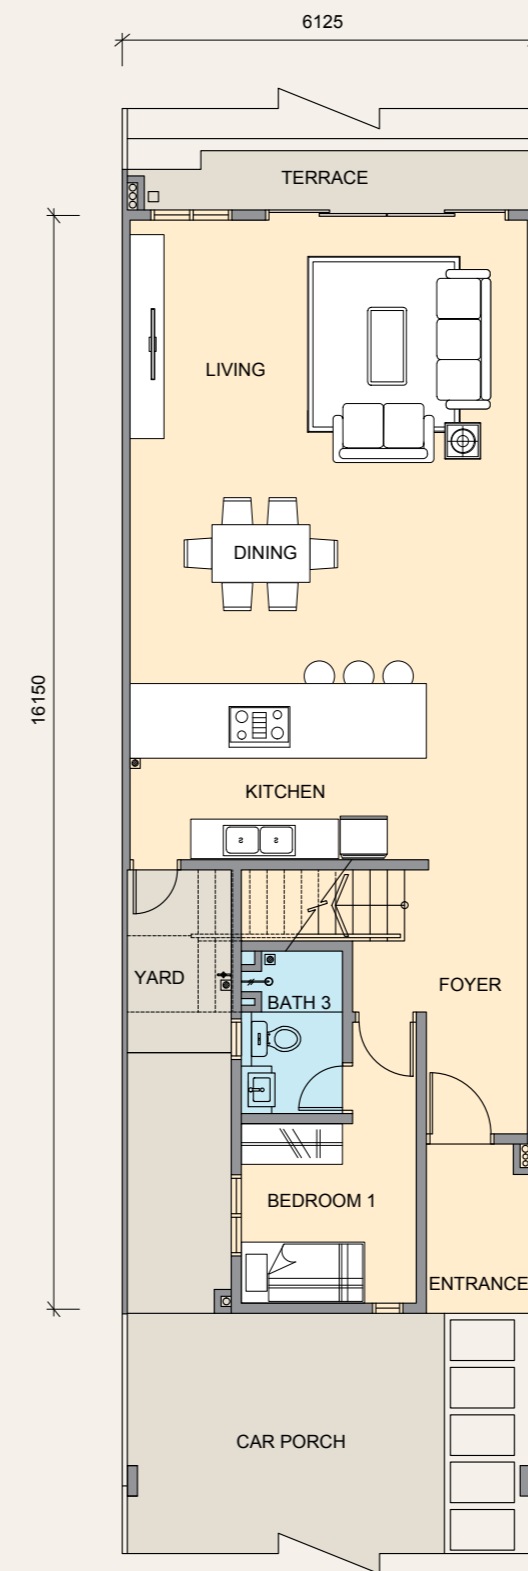 6125
TERRACE
LIVING
DINING
16150
KITCHEN
YARD
FOYER
BATH 3
BEDROOM 1
ENTRANCE
CAR PORCH